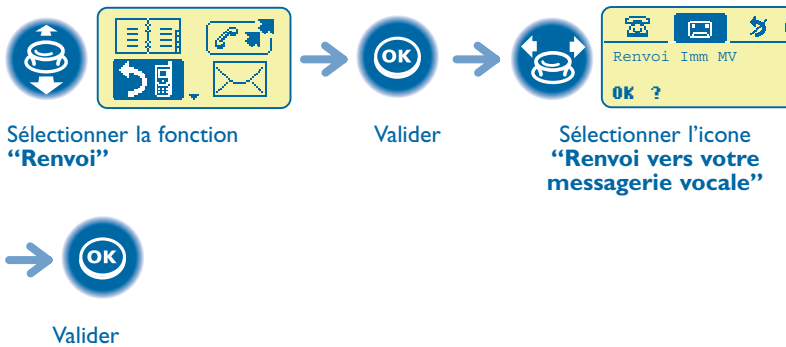 OK
Renvoi Imm MV
OK ?
Sélectionner la fonction
“Renvoi”
Valider
Sélectionner l’icone
“Renvoi vers votre
messagerie vocale”
OK
Valider